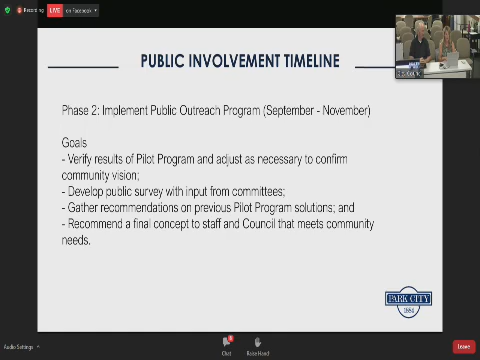 Recording
LIVE on Facebook
PUBLIC INVOLVEMENT TIMELINE
Phase 2: Implement Public Outreach Program (September - November)
Goals
- Verify results of Pilot Program and adjust as necessary to confirm
community vision;
- Develop public survey with input from committees;
- Gather recommendations on previous Pilot Program solutions; and
- Recommend a final concept to staff and Council that meets community
needs.
PARK CITY
1884
Audio Settings
Chat
Raise Hand
Leave